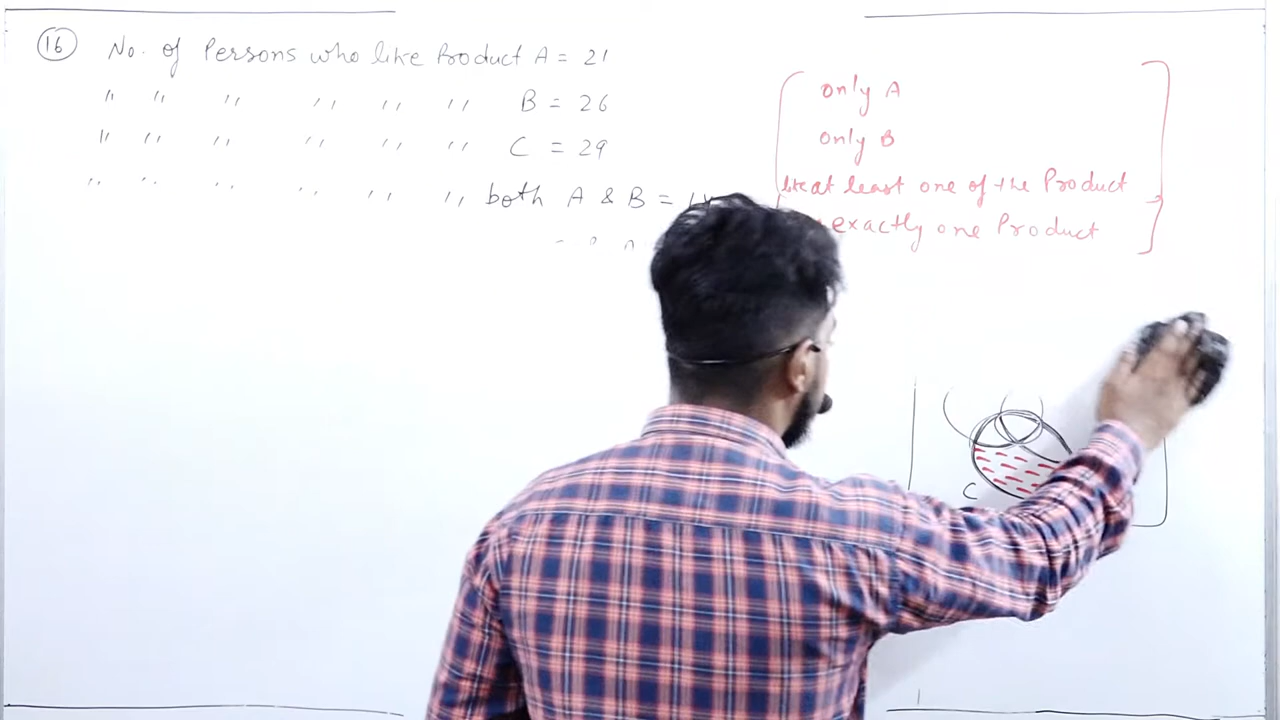 16 No. of Persons who like Product A = 21
" " " " " " B = 26
" " " " " " C = 29
" " " " " " both A & B =
only A
only B
like at least one of the Product
exactly one Product
C